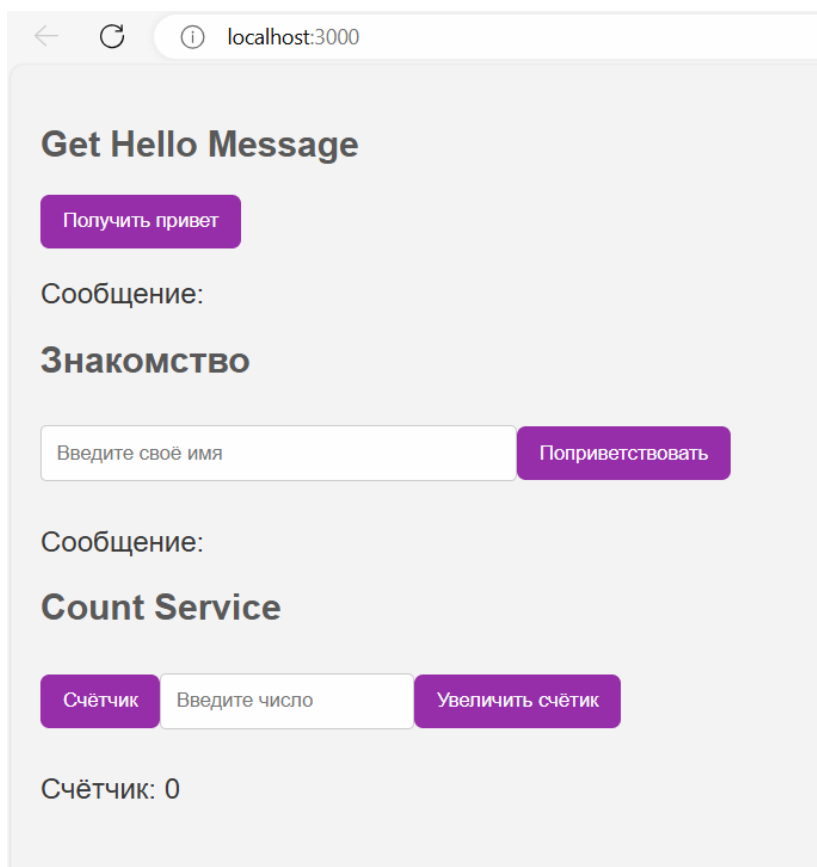 localhost:3000
Get Hello Message
Получить привет
Сообщение:
Знакомство
Введите своё имя Поприветствовать
Сообщение:
Count Service
Счётчик Введите число Увеличить счётик
Счётчик: 0